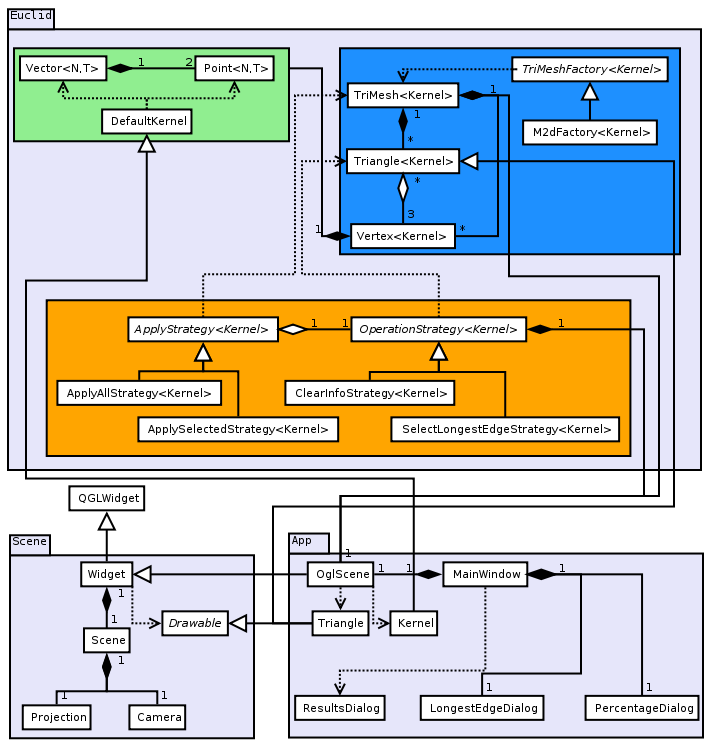 Euclid
Vector<N,T>
1
2
Point<N,T>
DefaultKernel
TriMeshFactory<Kernel>
TriMesh<Kernel>
1
1
M2dFactory<Kernel>
*
Triangle<Kernel>
*
3
1
Vertex<Kernel>
*
ApplyStrategy<Kernel>
1
1
OperationStrategy<Kernel>
1
ApplyAllStrategy<Kernel>
ClearInfoStrategy<Kernel>
ApplySelectedStrategy<Kernel>
SelectLongestEdgeStrategy<Kernel>
QGLWidget
Scene
App
1
Widget
OglScene
1
1
MainWindow
1
1
1
Drawable
Triangle
Kernel
Scene
1
1
1
1
1
Projection
Camera
ResultsDialog
LongestEdgeDialog
PercentageDialog